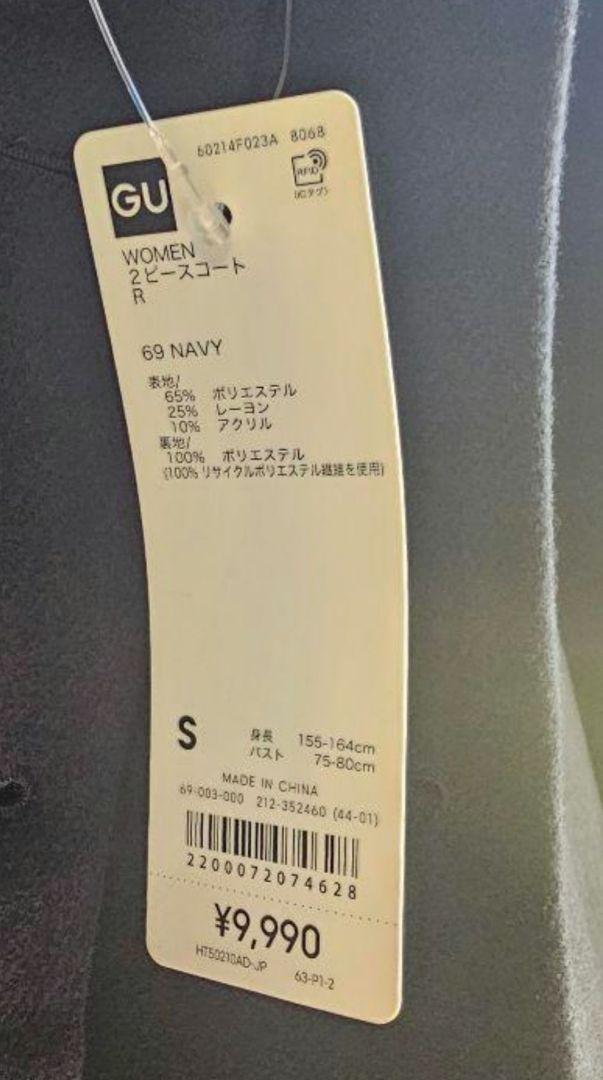 60214F023A 8068
RFID
(ICタグ)
GU
WOMEN
2ピースコート
R
69 NAVY
表地/
65% ポリエステル
25% レーヨン
10% アクリル
裏地/
100% ポリエステル
(100% リサイクルポリエステル繊維を使用)
S 身長 155-164cm
バスト 75-80cm
MADE IN CHINA
69-003-000 212-352460 (44-01)
2200072074628
¥9,990
HT50210AD-JP 63-P1-2